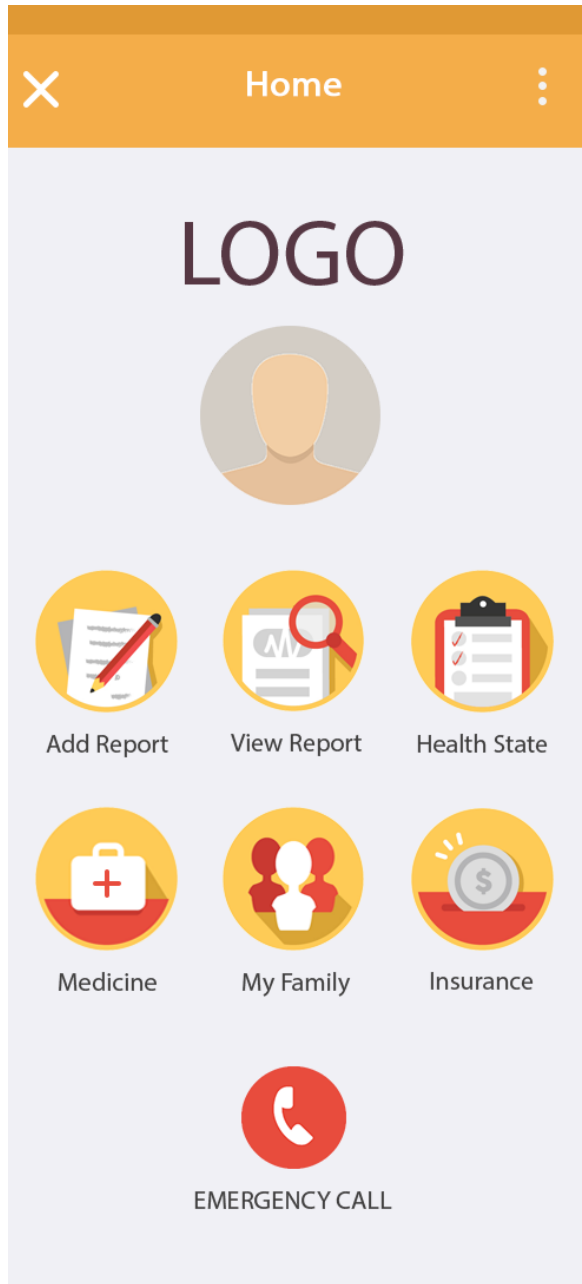 Home
LOGO
Add Report
View Report
Health State
Medicine
My Family
Insurance
$
EMERGENCY CALL